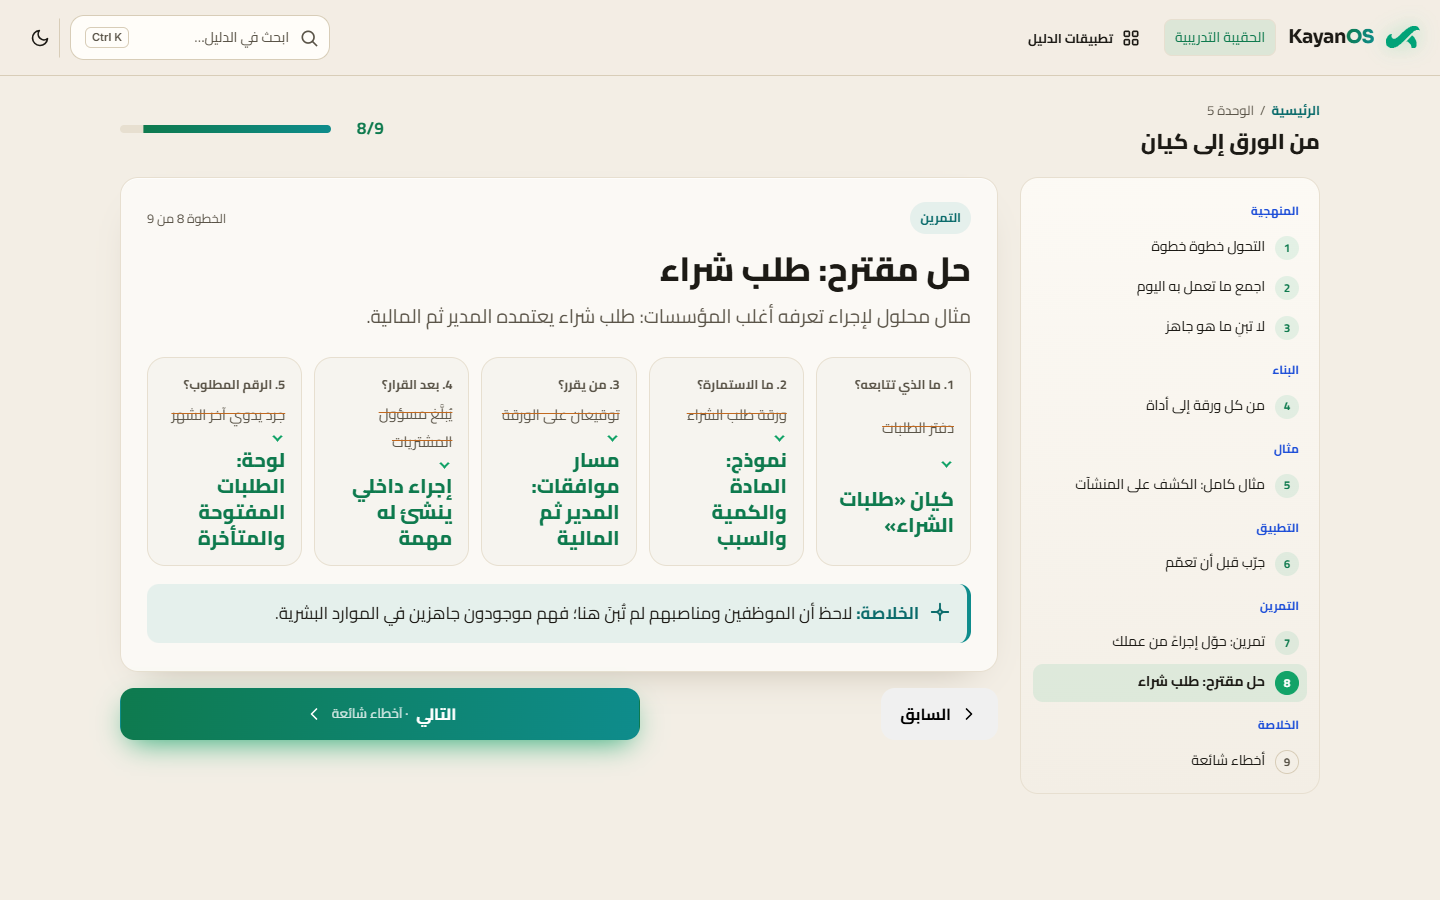 KayanOS
الحقيبة التدريبية
تطبيقات الدليل
ابحث في الدليل...
Ctrl K
الرئيسية / الوحدة 5
من الورق إلى كيان
8/9
المنهجية
1 التحول خطوة خطوة
2 اجمع ما تعمل به اليوم
3 لا تبنِ ما هو جاهز
البناء
4 من كل ورقة إلى أداة
مثال
5 مثال كامل: الكشف على المنشآت
التطبيق
6 جرّب قبل أن تعمّم
التمرين
7 تمرين: حوّل إجراءً من عملك
8 حل مقترح: طلب شراء
الخلاصة
9 أخطاء شائعة
التمرين
الخطوة 8 من 9
حل مقترح: طلب شراء
مثال محلول لإجراء تعرفه أغلب المؤسسات: طلب شراء يعتمده المدير ثم المالية.
1. ما الذي تتابعه؟
دفتر الطلبات
كيان «طلبات
الشراء»
2. ما الاستمارة؟
ورقة طلب الشراء
نموذج:
المادة
والكمية
والسبب
3. من يقرر؟
توقيعان على الورقة
مسار
موافقات:
المدير ثم
المالية
4. بعد القرار؟
يُبلَّغ مسؤول
المشتريات
إجراء داخلي
ينشئ له
مهمة
5. الرقم المطلوب؟
جرد يدوي آخر الشهر
لوحة:
الطلبات
المفتوحة
والمتأخرة
الخلاصة: لاحظ أن الموظفين ومناصبهم لم تُبنَ هنا؛ فهم موجودون جاهزين في الموارد البشرية.
السابق
التالي · أخطاء شائعة